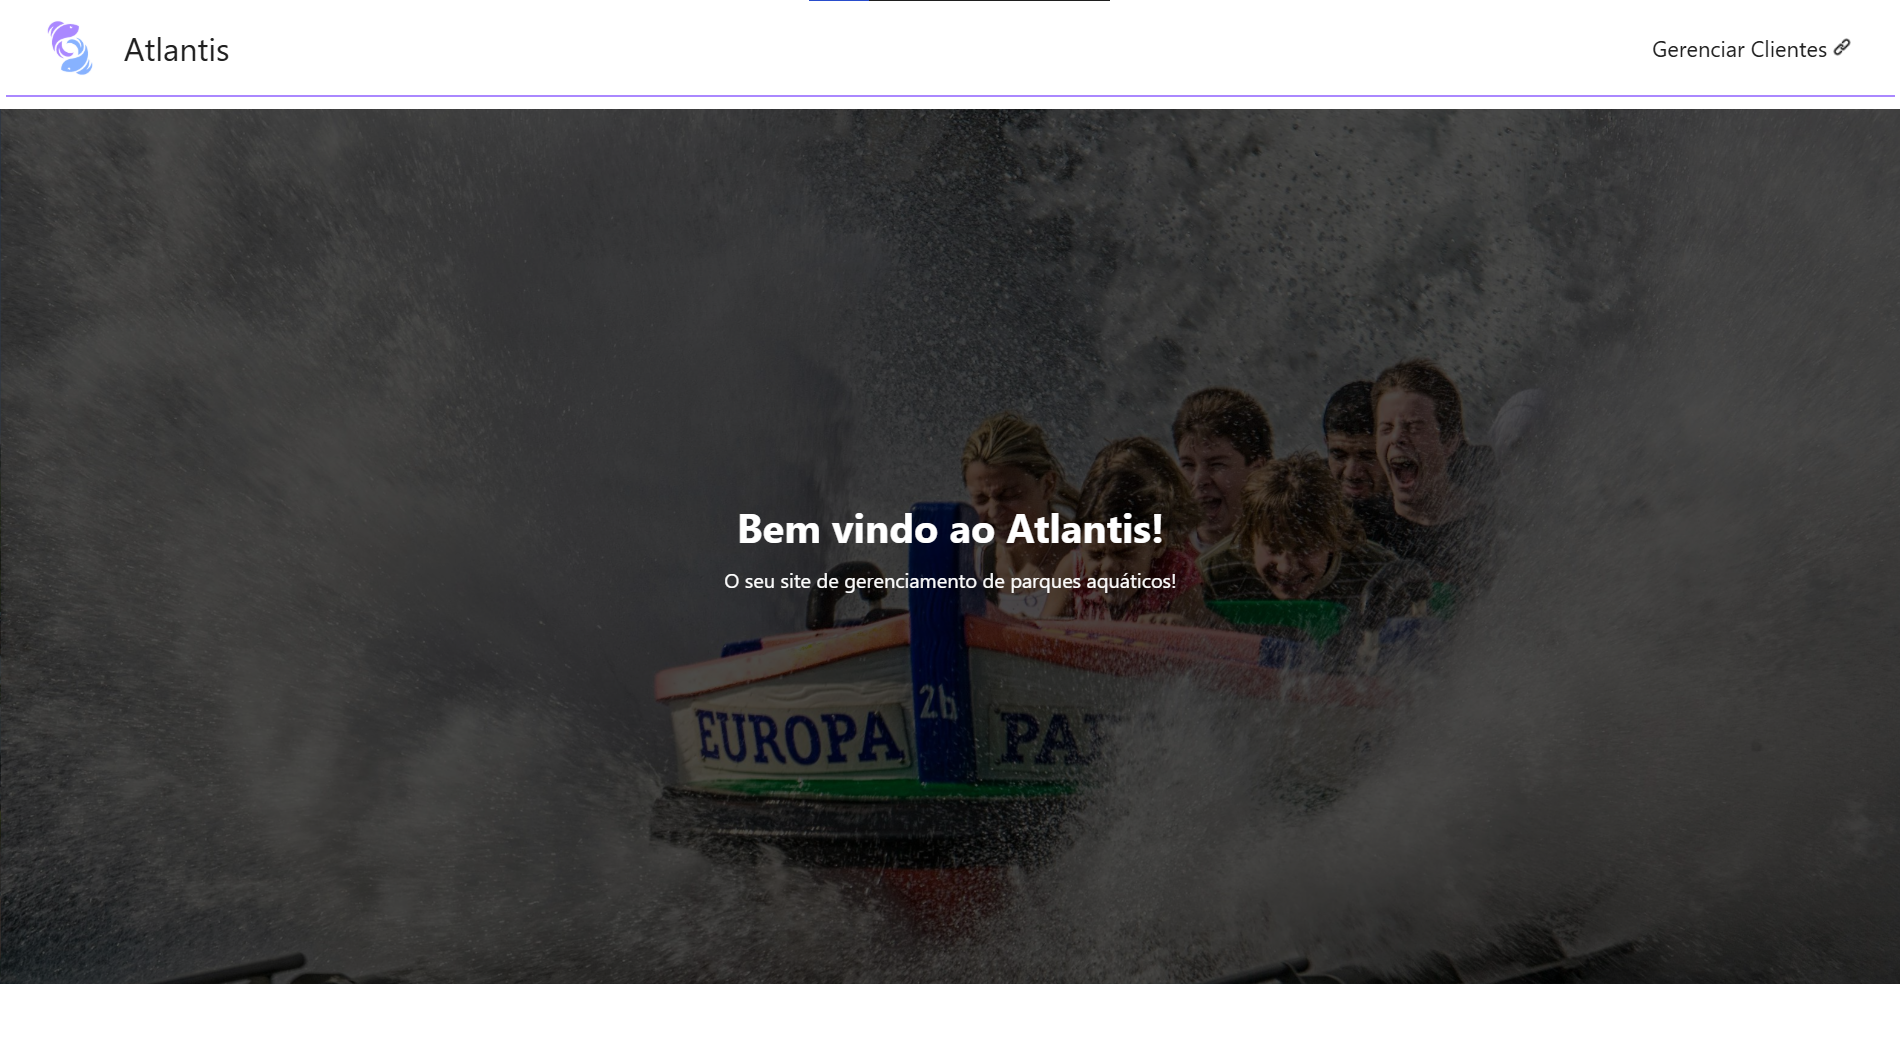 Atlantis
Gerenciar Clientes
Bem vindo ao Atlantis!
O seu site de gerenciamento de parques aquáticos!
EUROPA 2b PA